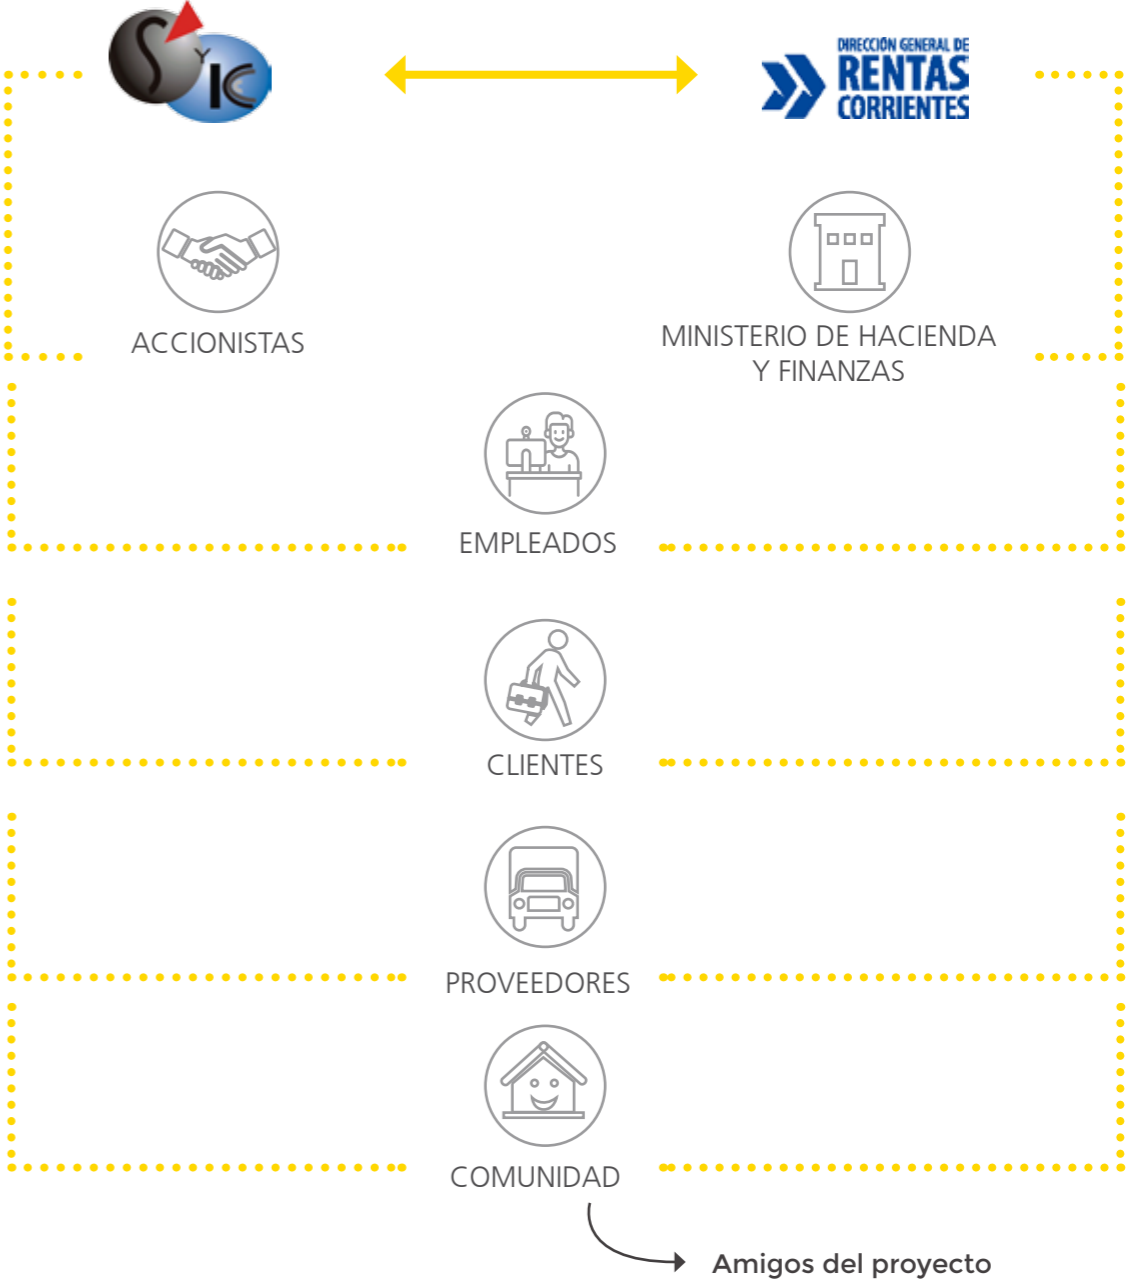 S Y IC
DIRECCIÓN GENERAL DE
RENTAS
CORRIENTES
ACCIONISTAS
MINISTERIO DE HACIENDA
Y FINANZAS
EMPLEADOS
CLIENTES
PROVEEDORES
COMUNIDAD
Amigos del proyecto